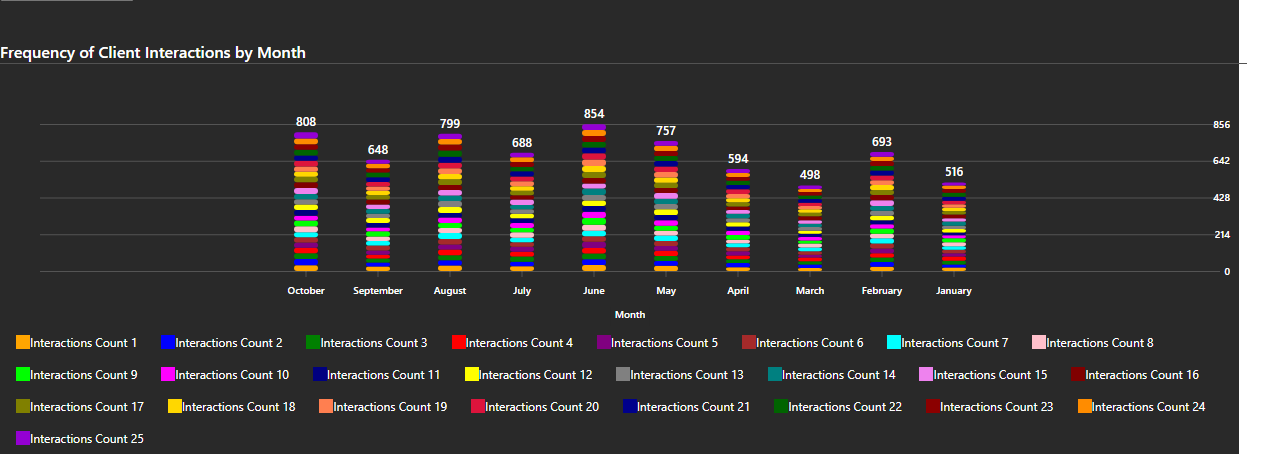 Frequency of Client Interactions by Month
808 648 799 688 854 757 594 498 693 516
856
642
428
214
0
October September August July June May April March February January
Month
Interactions Count 1 Interactions Count 2 Interactions Count 3 Interactions Count 4 Interactions Count 5 Interactions Count 6 Interactions Count 7 Interactions Count 8
Interactions Count 9 Interactions Count 10 Interactions Count 11 Interactions Count 12 Interactions Count 13 Interactions Count 14 Interactions Count 15 Interactions Count 16
Interactions Count 17 Interactions Count 18 Interactions Count 19 Interactions Count 20 Interactions Count 21 Interactions Count 22 Interactions Count 23 Interactions Count 24
Interactions Count 25